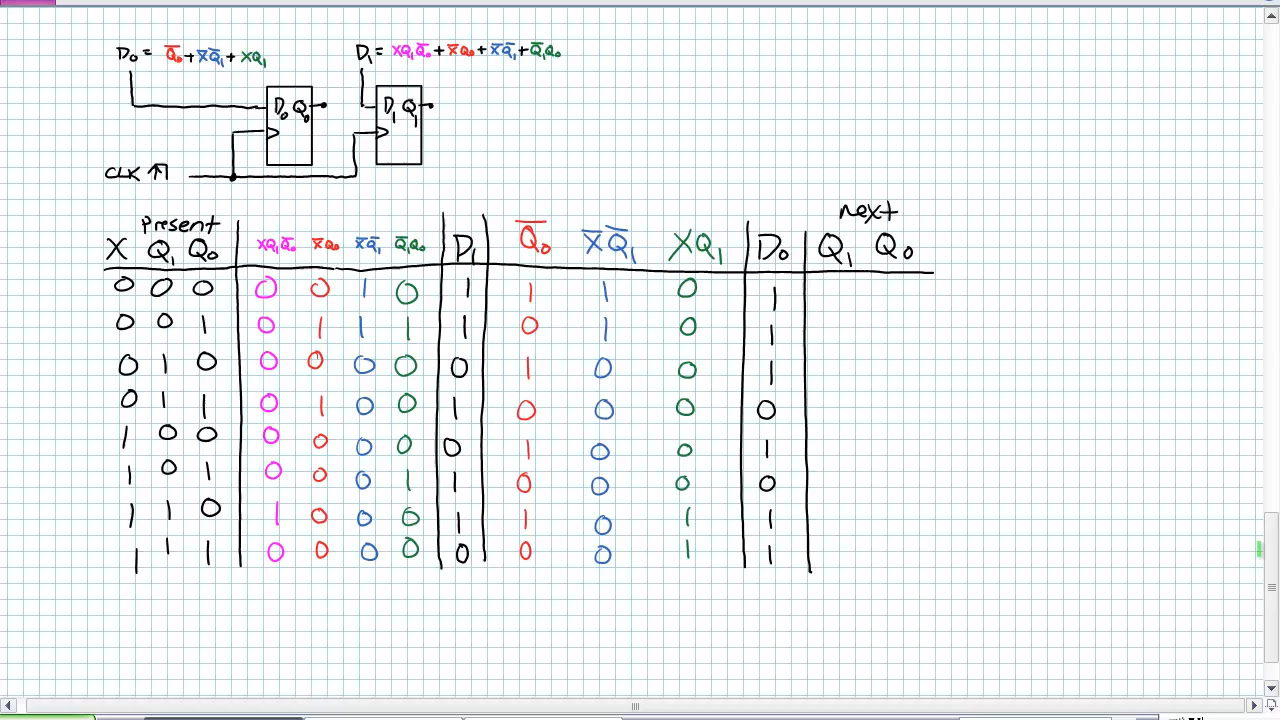 D₀ = Q̅₀ + X̅Q̅₁ + XQ₁ D₁ = XQ₁Q̅₀ + X̅Q₀ + X̅Q̅₁ + Q̅₁Q₀
D₀ Q₀ D₁ Q₁
CLK ↑
Present next
X Q₁ Q₀ XQ₁Q̅₀ X̅Q₀ X̅Q̅₁ Q̅₁Q₀ D₁ Q̅₀ X̅Q̅₁ XQ₁ D₀ Q₁ Q₀
0 0 0 0 0 1 0 1 1 1 0 1
0 0 1 0 1 1 1 1 0 1 0 1
0 1 0 0 0 0 0 0 1 0 0 1
0 1 1 0 1 0 0 1 0 0 0 0
1 0 0 0 0 0 0 0 1 0 0 1
1 0 1 0 0 0 1 1 0 0 0 0
1 1 0 1 0 0 0 1 1 0 1 1
1 1 1 0 0 0 0 0 0 0 1 1